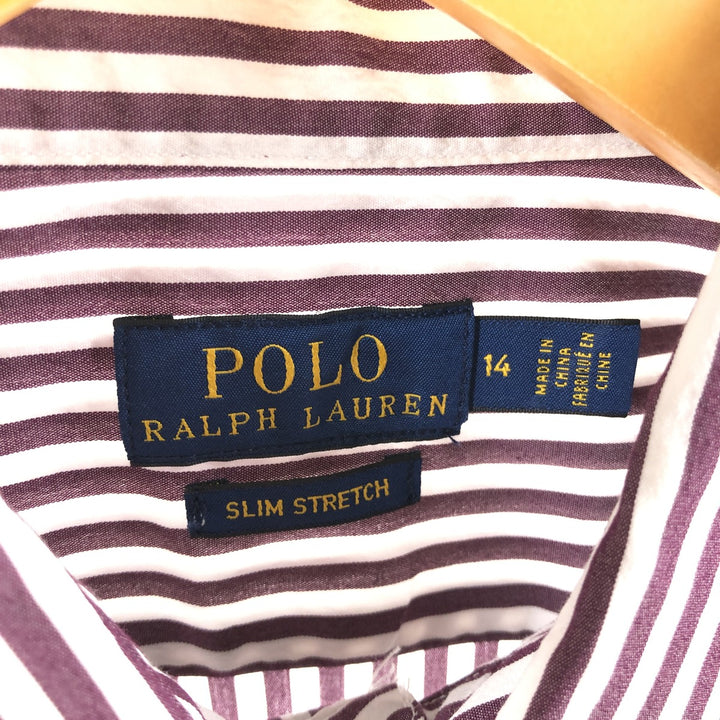 POLO
RALPH LAUREN
14
MADE IN
CHINA
FABRIQUÉ EN
CHINE
SLIM STRETCH